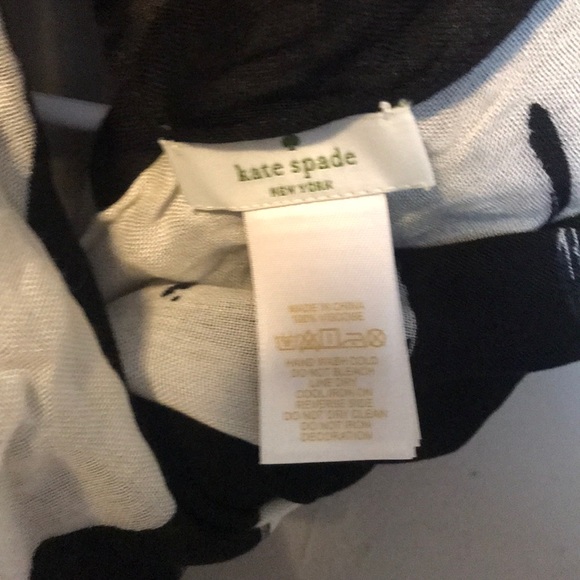 kate spade
NEW YORK
MADE IN CHINA
100% VISCOSE
HAND WASH COLD
DO NOT BLEACH
LINE DRY
COOL IRON ON
REVERSE SIDE
DO NOT DRY CLEAN
DO NOT IRON
DECORATION